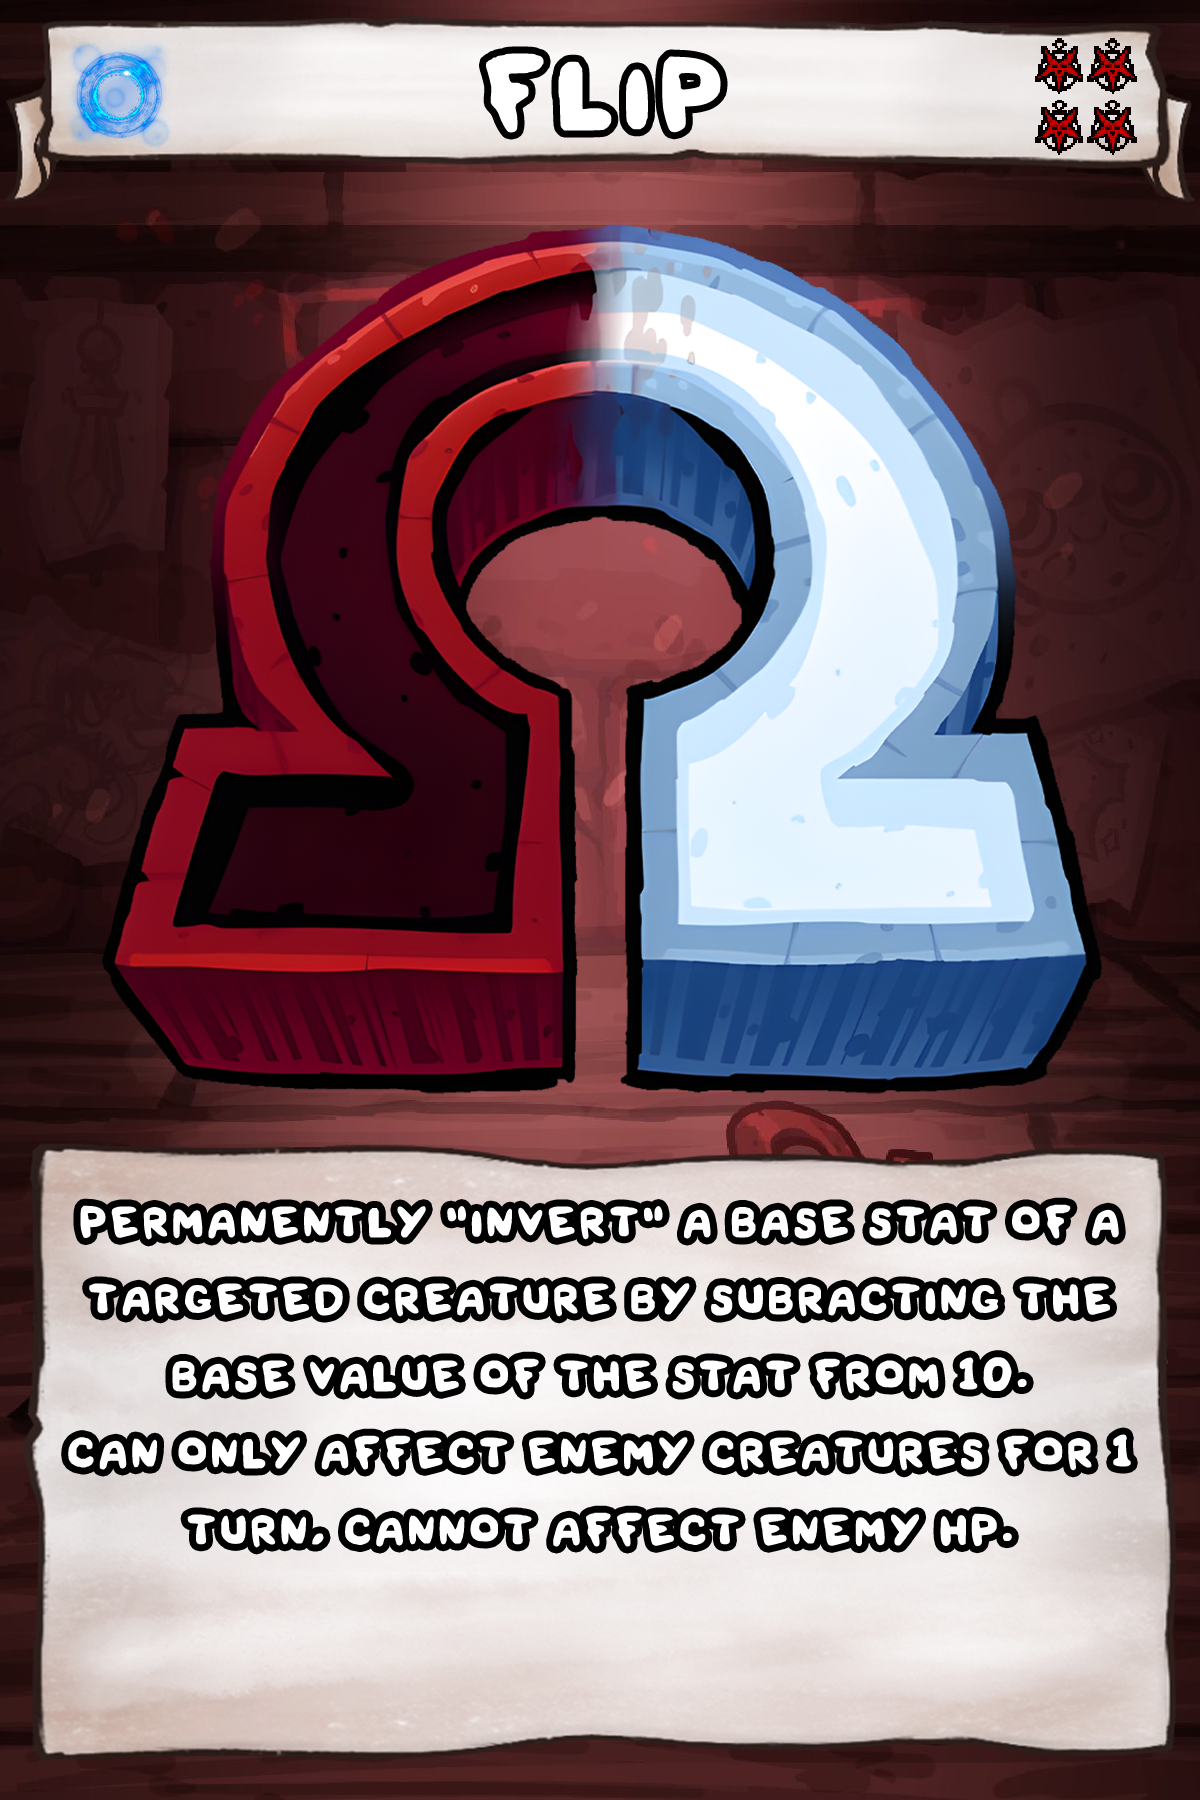 FLIP
PERMANENTLY "INVERT" A BASE STAT OF A
TARGETED CREATURE BY SUBRACTING THE
BASE VALUE OF THE STAT FROM 10.
CAN ONLY AFFECT ENEMY CREATURES FOR 1
TURN. CANNOT AFFECT ENEMY HP.